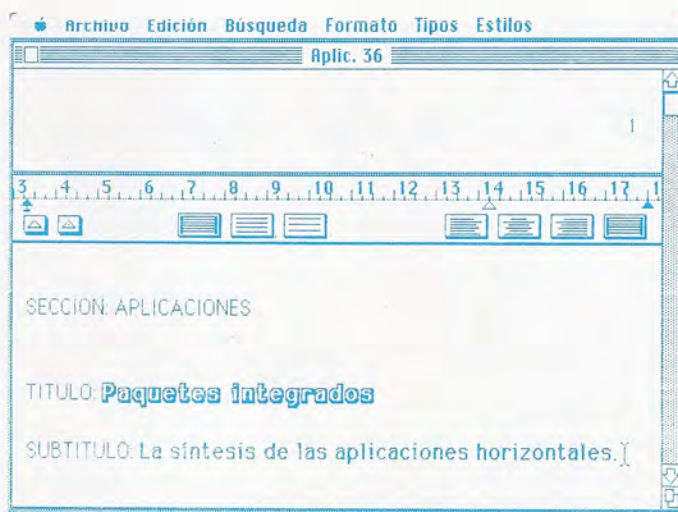 Archivo Edición Búsqueda Formato Tipos Estilos
Aplic. 36
1
3 4 5 6 7 8 9 10 11 12 13 14 15 16 17 1
SECCION: APLICACIONES
TITULO: Paquetes integrados
SUBTITULO: La síntesis de las aplicaciones horizontales.